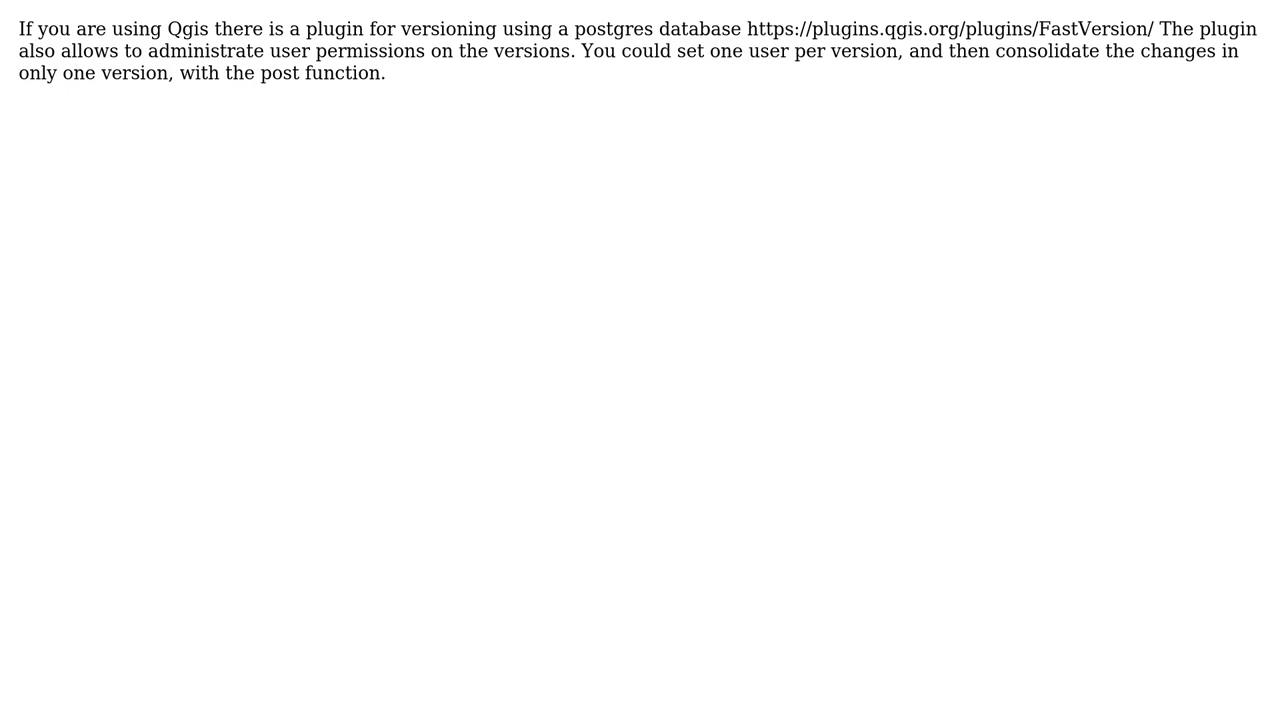 If you are using Qgis there is a plugin for versioning using a postgres database https://plugins.qgis.org/plugins/FastVersion/ The plugin
also allows to administrate user permissions on the versions. You could set one user per version, and then consolidate the changes in
only one version, with the post function.